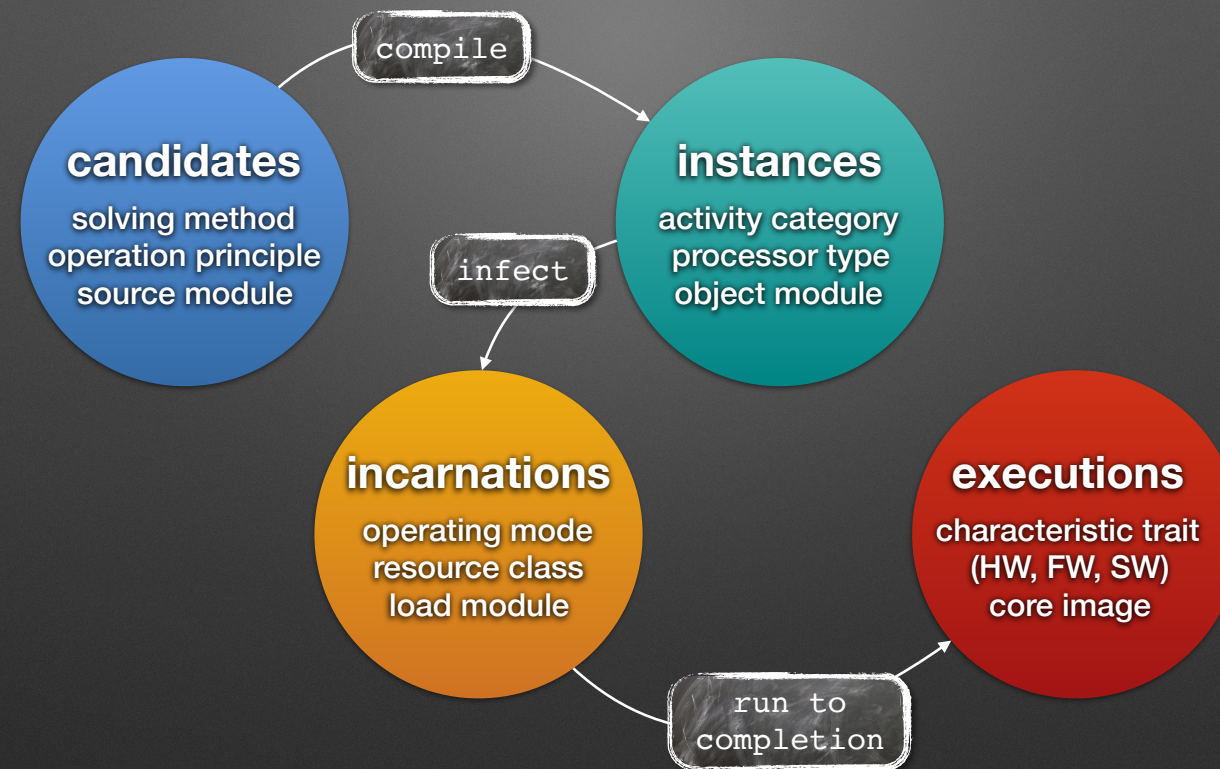 compile
candidates
solving method
operation principle
source module
instances
activity category
processor type
object module
infect
incarnations
operating mode
resource class
load module
executions
characteristic trait
(HW, FW, SW)
core image
run to
completion